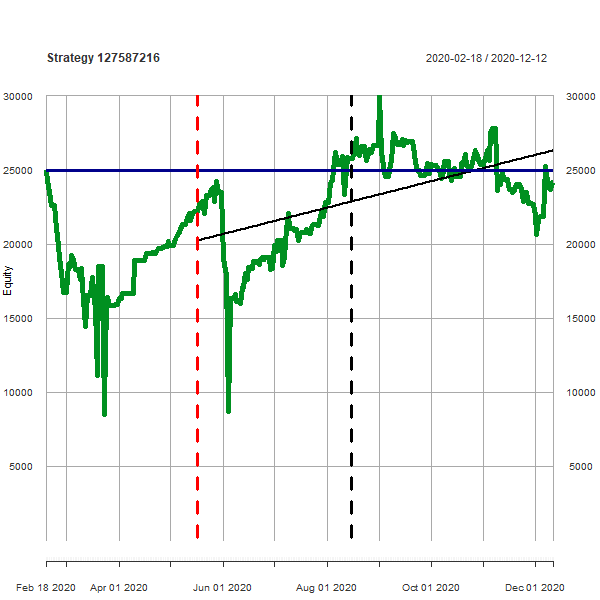 Strategy 127587216
2020-02-18 / 2020-12-12
30000
30000
25000
25000
20000
20000
Equity
15000
15000
10000
10000
5000
5000
Feb 18 2020
Apr 01 2020
Jun 01 2020
Aug 01 2020
Oct 01 2020
Dec 01 2020